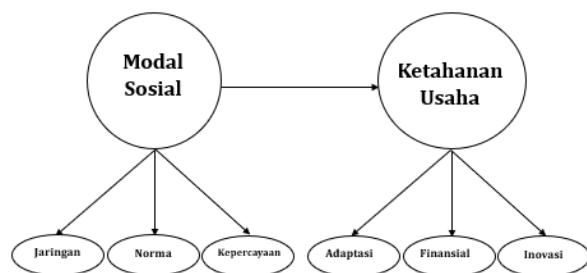 Modal
Sosial
Ketahanan
Usaha
Jaringan
Norma
Kepercayaan
Adaptasi
Finansial
Inovasi